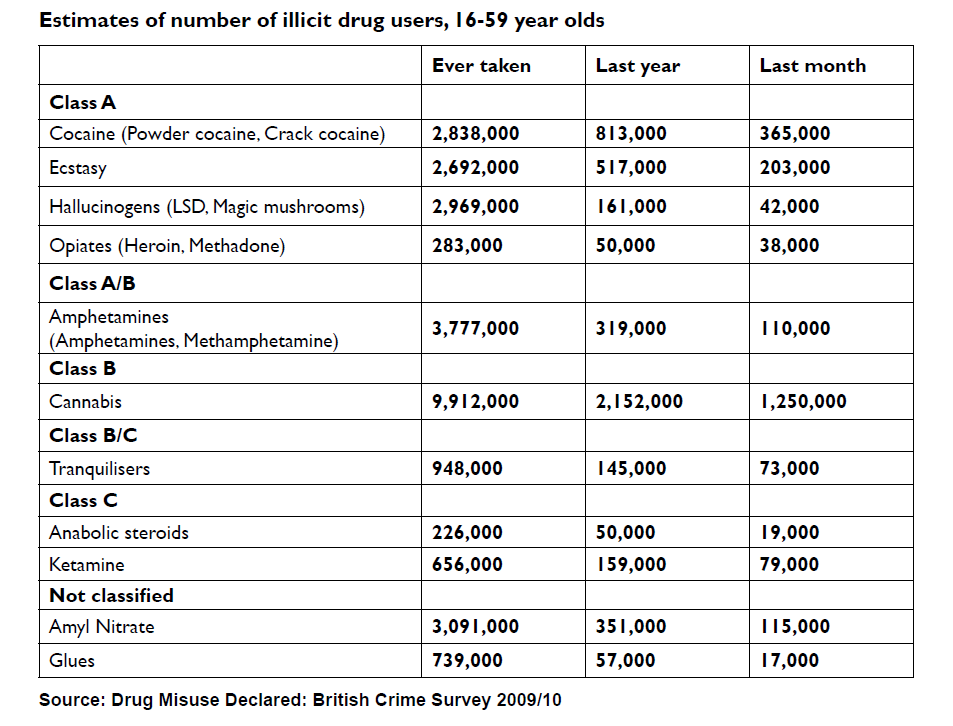 Estimates of number of illicit drug users, 16-59 year olds
Ever taken Last year Last month
Class A
Cocaine (Powder cocaine, Crack cocaine) 2,838,000 813,000 365,000
Ecstasy 2,692,000 517,000 203,000
Hallucinogens (LSD, Magic mushrooms) 2,969,000 161,000 42,000
Opiates (Heroin, Methadone) 283,000 50,000 38,000
Class A/B
Amphetamines
(Amphetamines, Methamphetamine) 3,777,000 319,000 110,000
Class B
Cannabis 9,912,000 2,152,000 1,250,000
Class B/C
Tranquilisers 948,000 145,000 73,000
Class C
Anabolic steroids 226,000 50,000 19,000
Ketamine 656,000 159,000 79,000
Not classified
Amyl Nitrate 3,091,000 351,000 115,000
Glues 739,000 57,000 17,000
Source: Drug Misuse Declared: British Crime Survey 2009/10